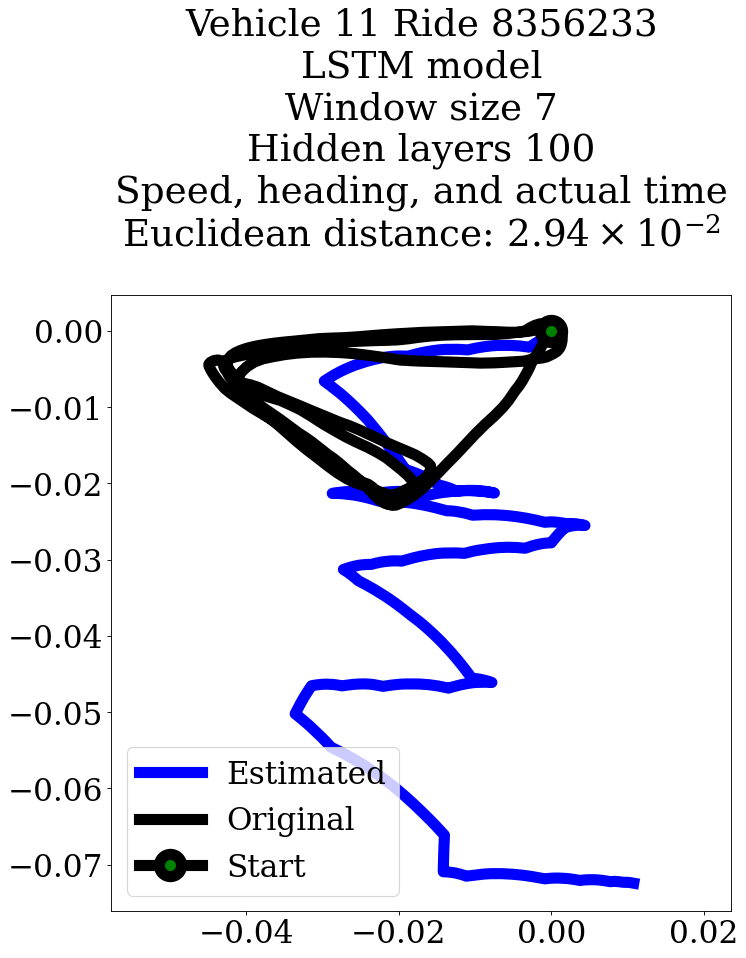 Vehicle 11 Ride 8356233
LSTM model
Window size 7
Hidden layers 100
Speed, heading, and actual time
Euclidean distance: 2.94 × 10⁻²
0.00
−0.01
−0.02
−0.03
−0.04
−0.05
−0.06
−0.07
Estimated
Original
Start
−0.04 −0.02 0.00 0.02